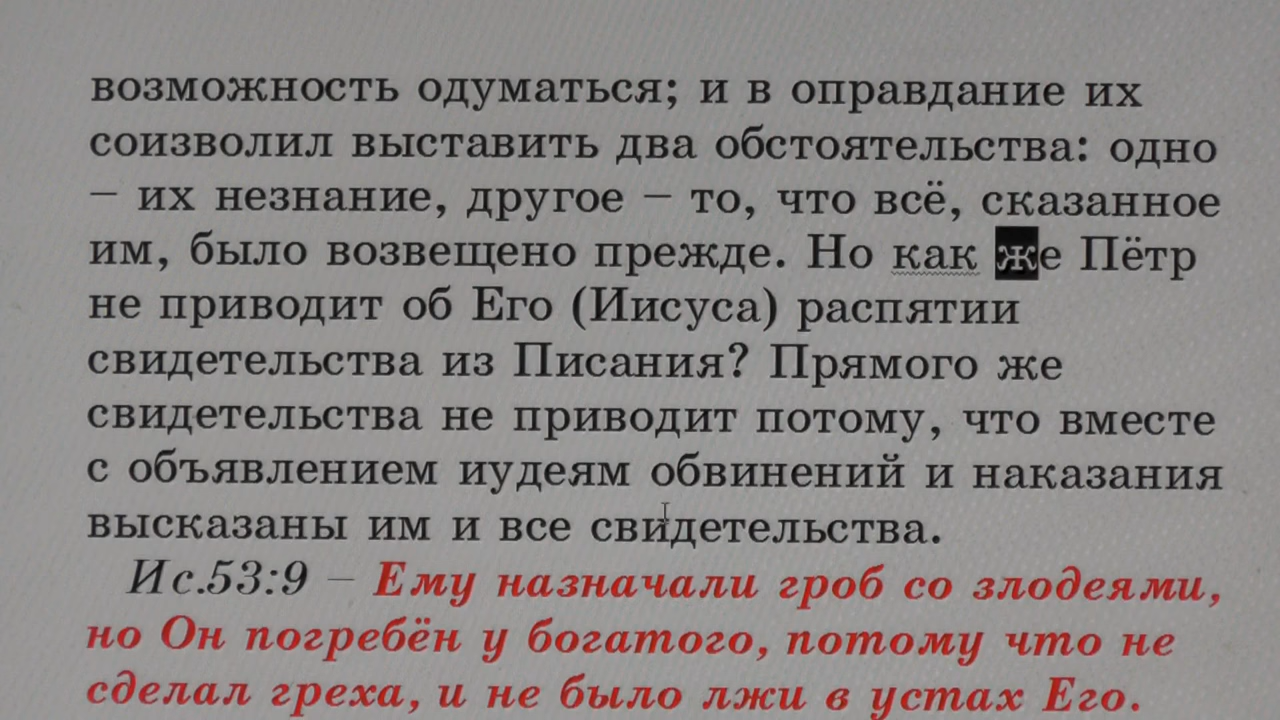 возможность одуматься; и в оправдание их
соизволил выставить два обстоятельства: одно
– их незнание, другое – то, что всё, сказанное
им, было возвещено прежде. Но как же Пётр
не приводит об Его (Иисуса) распятии
свидетельства из Писания? Прямого же
свидетельства не приводит потому, что вместе
с объявлением иудеям обвинений и наказания
высказаны им и все свидетельства.
Ис.53:9 – Ему назначали гроб со злодеями,
но Он погребён у богатого, потому что не
сделал греха, и не было лжи в устах Его.